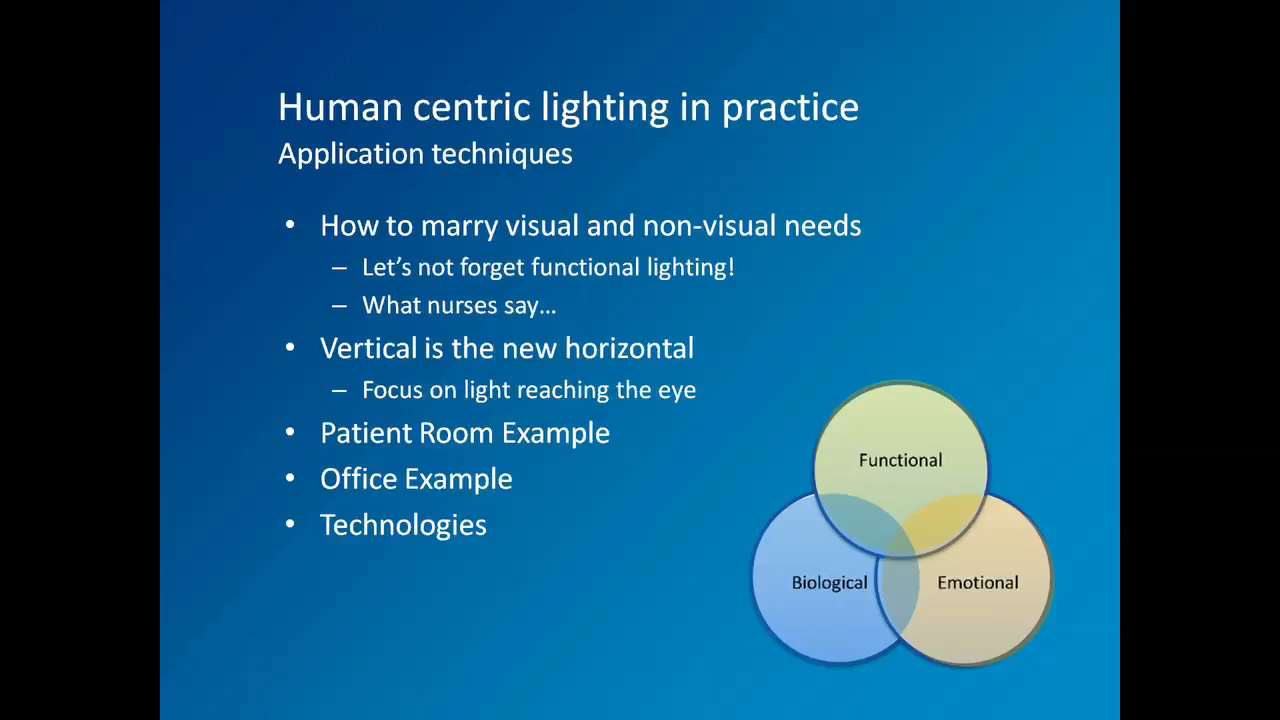 Human centric lighting in practice
Application techniques
• How to marry visual and non-visual needs
– Let's not forget functional lighting!
– What nurses say…
• Vertical is the new horizontal
– Focus on light reaching the eye
• Patient Room Example
• Office Example
• Technologies
Functional
Biological
Emotional